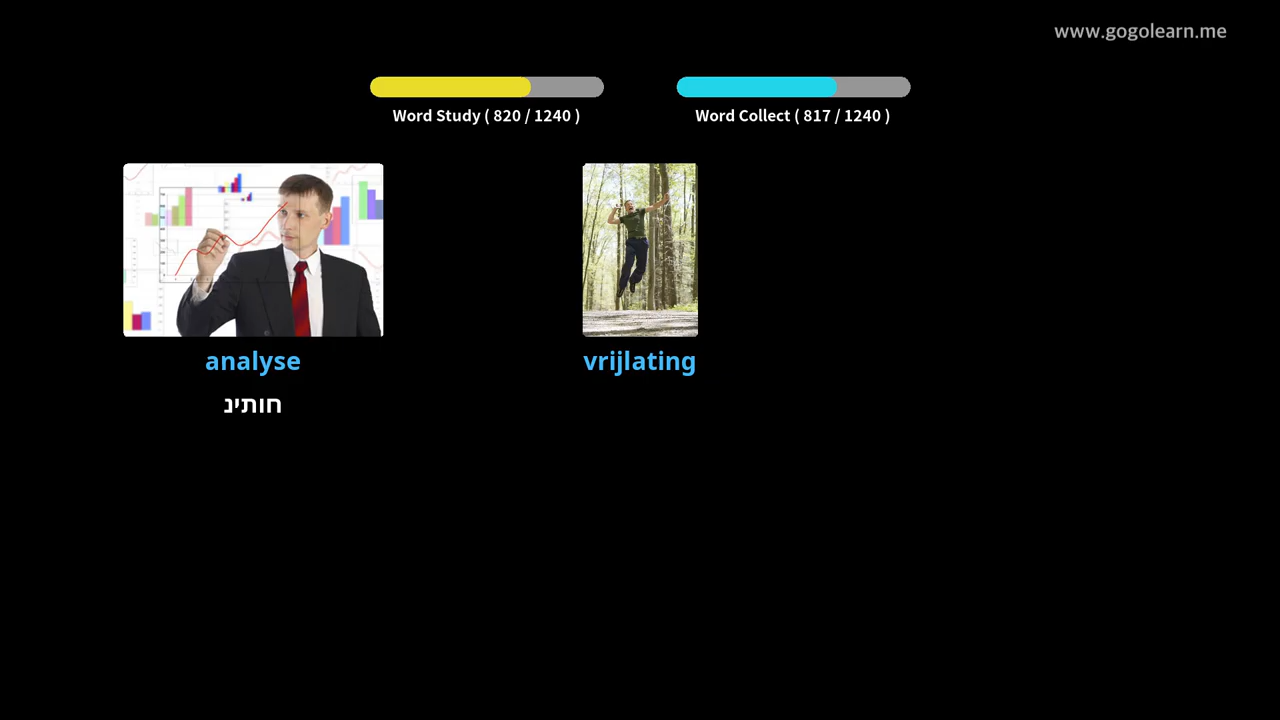 www.gogolearn.me
Word Study ( 820 / 1240 )
Word Collect ( 817 / 1240 )
analyse
vrijlating
חותינ